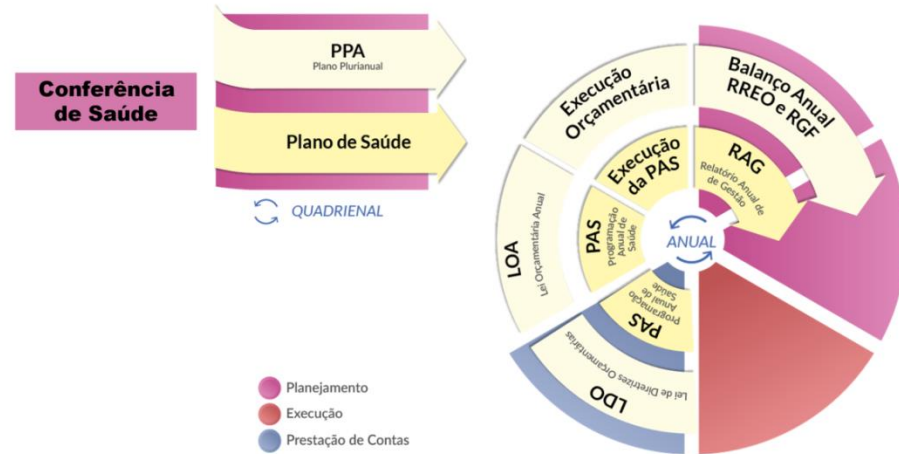 Conferência
de Saúde
PPA
Plano Plurianual
Plano de Saúde
QUADRIENAL
Execução
Orçamentária
Balanço Anual
RREO e RGF
Execução
da PAS
RAG
Relatório Anual
de Gestão
LOA
Lei Orçamentária Anual
PAS
Programação
Anual de
Saúde
ANUAL
PAS
Programação
Anual de
Saúde
LDO
Lei de Diretrizes Orçamentárias
Planejamento
Execução
Prestação de Contas